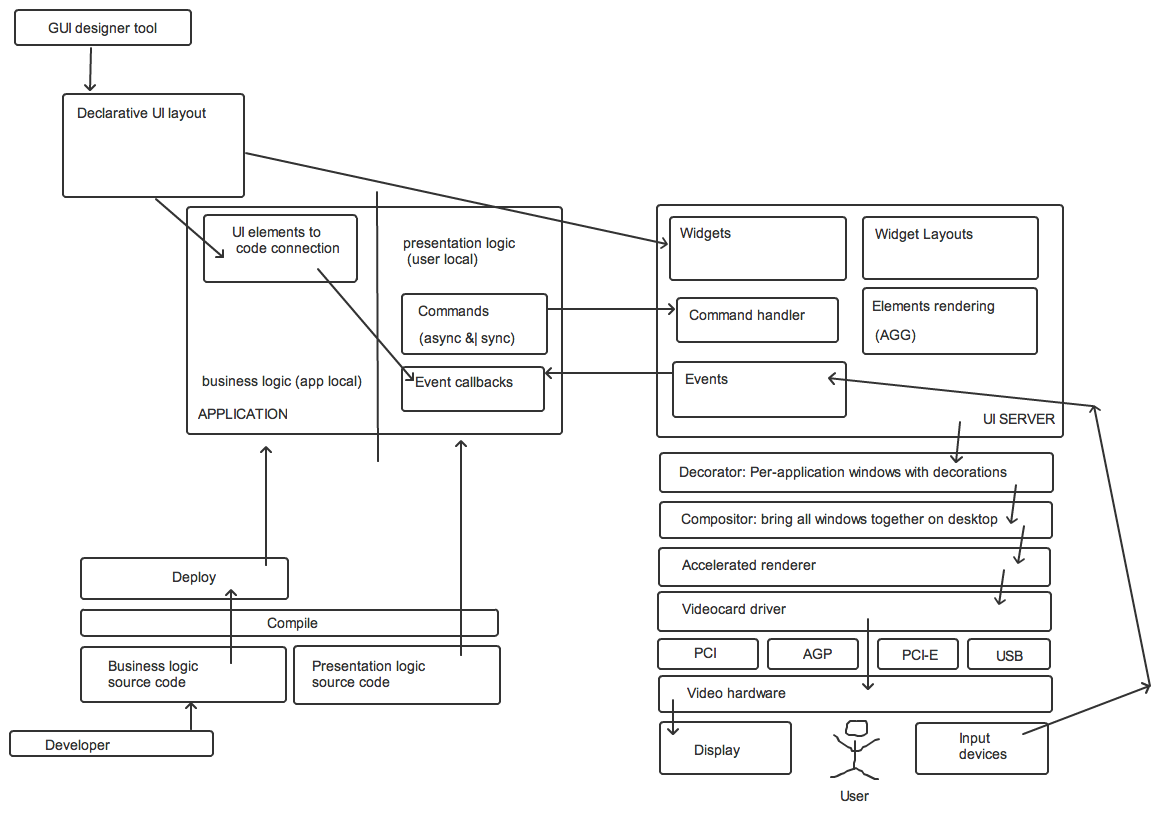 GUI designer tool
Declarative UI layout
UI elements to
code connection
presentation logic
(user local)
Commands
(async &| sync)
Event callbacks
business logic (app local)
APPLICATION
Widgets
Widget Layouts
Command handler
Elements rendering
(AGG)
Events
UI SERVER
Decorator: Per-application windows with decorations
Compositor: bring all windows together on desktop
Accelerated renderer
Videocard driver
PCI
AGP
PCI-E
USB
Video hardware
Display
User
Input
devices
Deploy
Compile
Business logic
source code
Presentation logic
source code
Developer